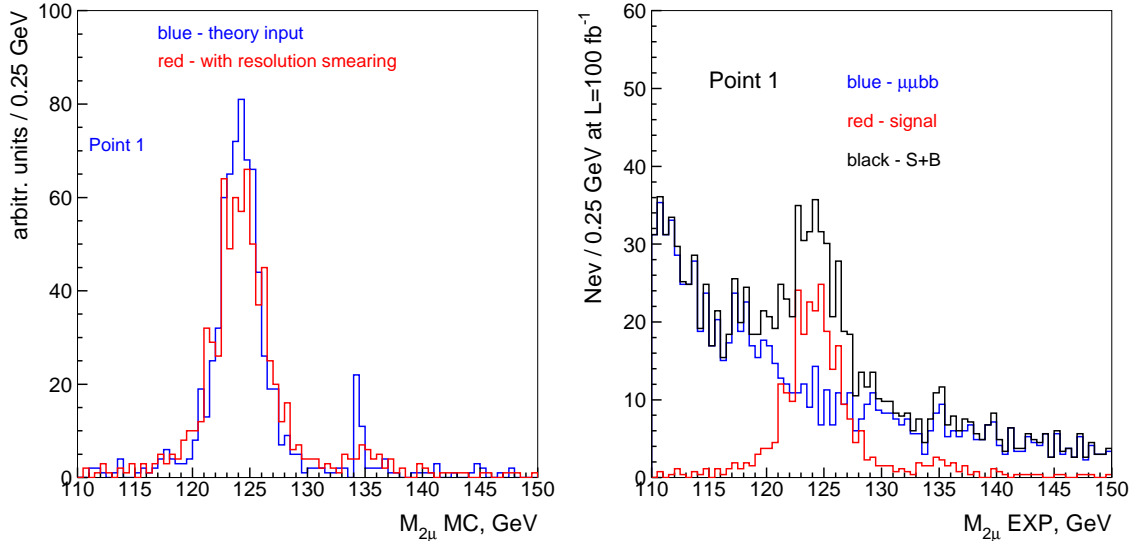 arbitr. units / 0.25 GeV
100
80
60
40
20
0
blue - theory input
red - with resolution smearing
Point 1
110 115 120 125 130 135 140 145 150
M2μ MC, GeV
Nev / 0.25 GeV at L=100 fb-1
60
50
40
30
20
10
0
Point 1
blue - μμbb
red - signal
black - S+B
110 115 120 125 130 135 140 145 150
M2μ EXP, GeV